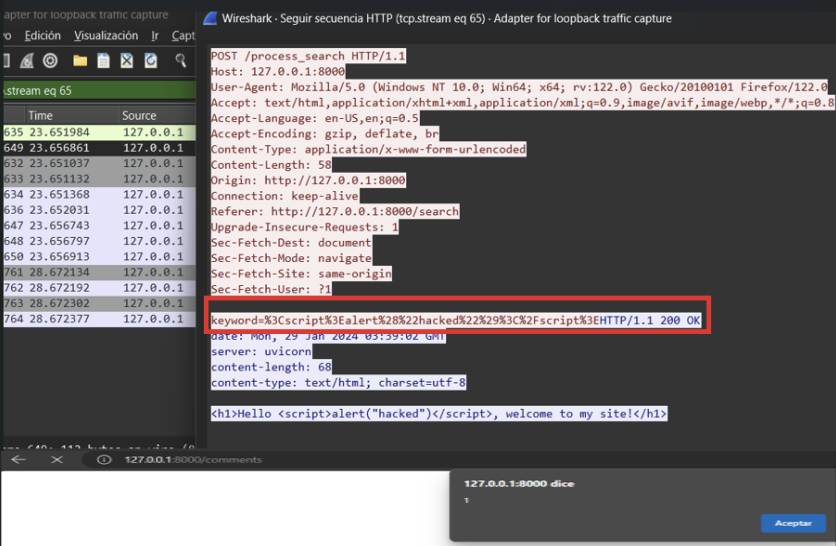 apter for loopback traffic capture
Wireshark · Seguir secuencia HTTP (tcp.stream eq 65) · Adapter for loopback traffic capture
vo Edición Visualización Ir Capt
.stream eq 65
Time Source
635 23.651984 127.0.0.1
649 23.656861 127.0.0.1
632 23.651037 127.0.0.1
633 23.651132 127.0.0.1
634 23.651368 127.0.0.1
636 23.652031 127.0.0.1
647 23.656743 127.0.0.1
648 23.656797 127.0.0.1
650 23.656913 127.0.0.1
761 28.672134 127.0.0.1
762 28.672192 127.0.0.1
763 28.672302 127.0.0.1
764 28.672377 127.0.0.1
POST /process_search HTTP/1.1
Host: 127.0.0.1:8000
User-Agent: Mozilla/5.0 (Windows NT 10.0; Win64; x64; rv:122.0) Gecko/20100101 Firefox/122.0
Accept: text/html,application/xhtml+xml,application/xml;q=0.9,image/avif,image/webp,*/*;q=0.8
Accept-Language: en-US,en;q=0.5
Accept-Encoding: gzip, deflate, br
Content-Type: application/x-www-form-urlencoded
Content-Length: 58
Origin: http://127.0.0.1:8000
Connection: keep-alive
Referer: http://127.0.0.1:8000/search
Upgrade-Insecure-Requests: 1
Sec-Fetch-Dest: document
Sec-Fetch-Mode: navigate
Sec-Fetch-Site: same-origin
Sec-Fetch-User: ?1
keyword=%3Cscript%3Ealert%28%22hacked%22%29%3C%2Fscript%3EHTTP/1.1 200 OK
date: Mon, 29 Jan 2024 03:39:02 GMT
server: uvicorn
content-length: 68
content-type: text/html; charset=utf-8
<h1>Hello <script>alert("hacked")</script>, welcome to my site!</h1>
127.0.0.1:8000/comments
127.0.0.1:8000 dice
1
Aceptar